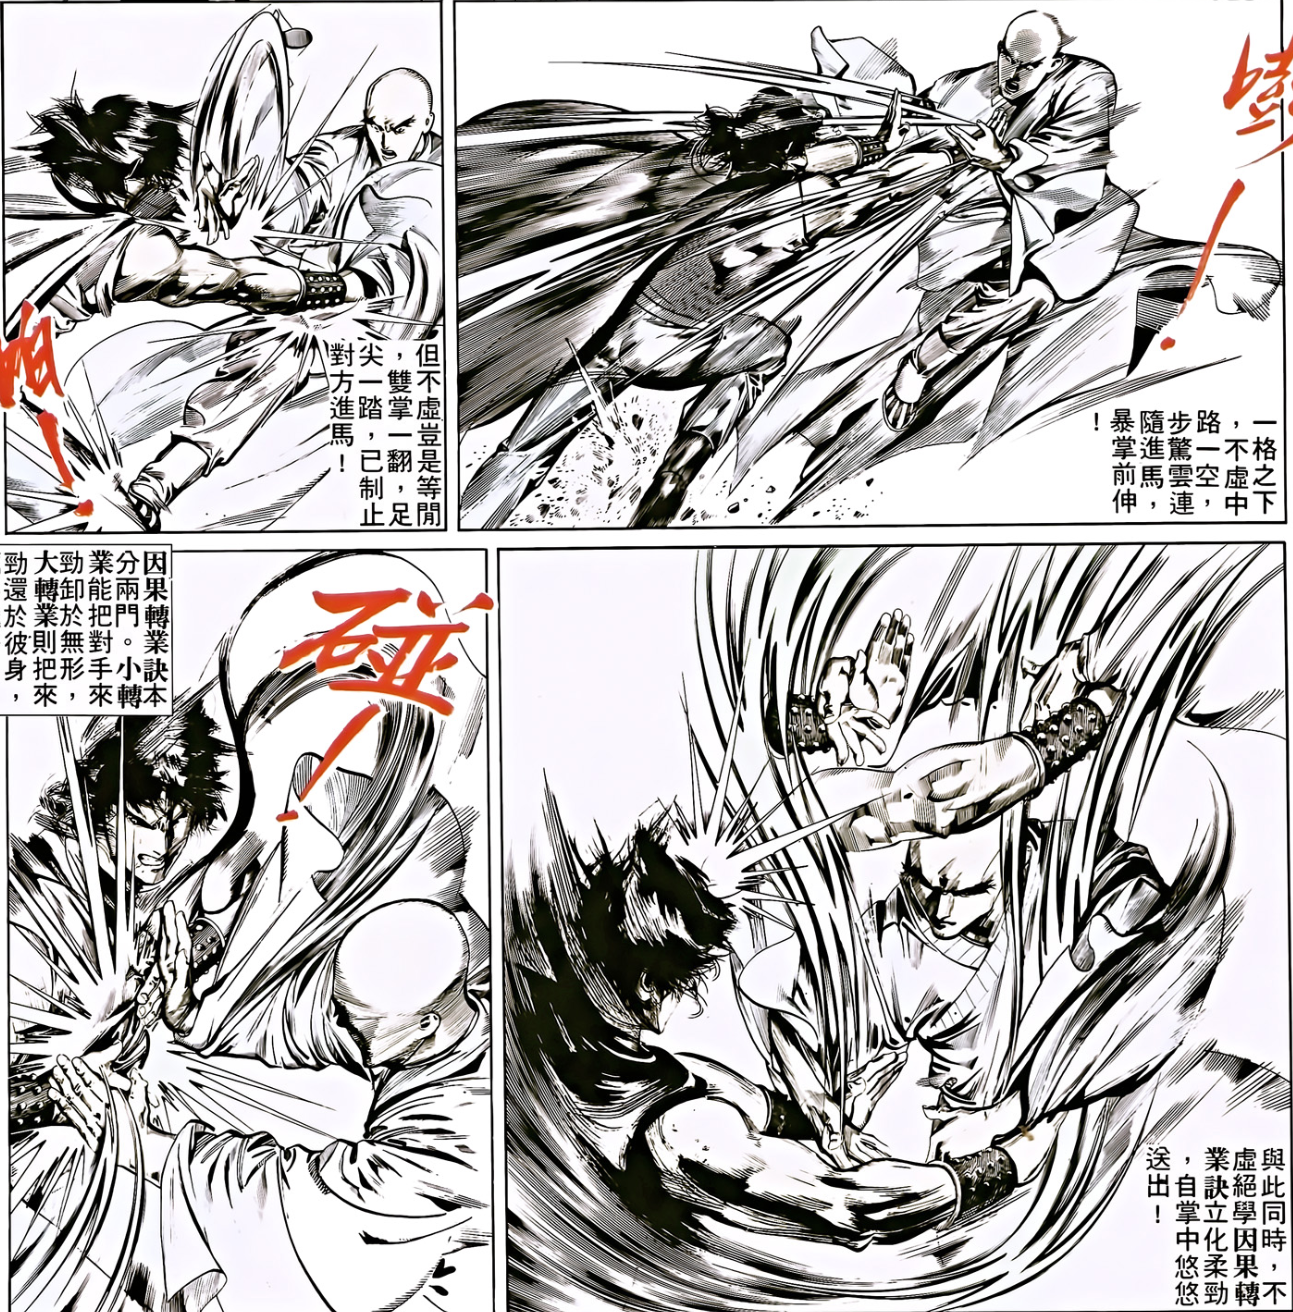 嘭！
一格之下
，不虛中
路一空，
步驚雲連
隨進馬，
暴掌前伸
！
但不虛豈是等閒
，雙掌一翻，足
尖一踏，已制止
對方進馬！
與此同時，不
虛絕學因果轉
業訣立化柔勁
，自掌中悠悠
送出！
碰！
因果轉業訣本
分兩門。小轉
業能把對手來
勁卸於無形，
大轉業則把來
勁還於彼身，